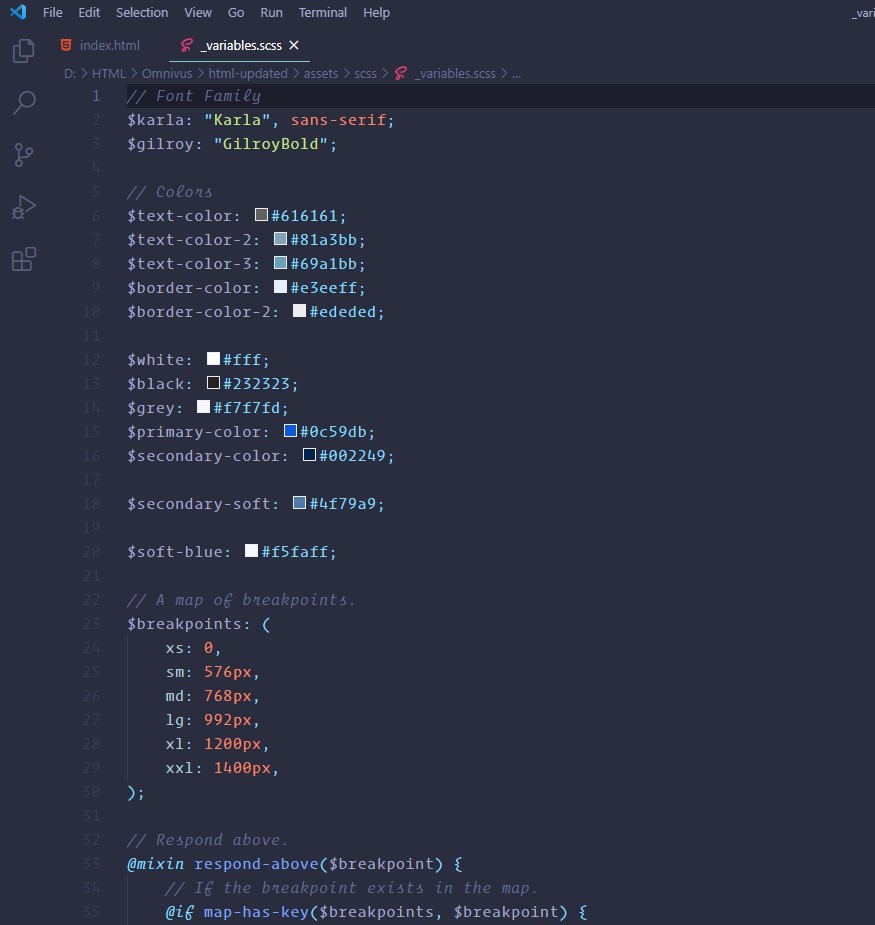 File Edit Selection View Go Run Terminal Help _vari
index.html _variables.scss ×
D: > HTML > Omnivus > html-updated > assets > scss > _variables.scss > ...
1 // Font Family
2 $karla: "Karla", sans-serif;
3 $gilroy: "GilroyBold";
4
5 // Colors
6 $text-color: #616161;
7 $text-color-2: #81a3bb;
8 $text-color-3: #69a1bb;
9 $border-color: #e3eeff;
10 $border-color-2: #ededed;
11
12 $white: #fff;
13 $black: #232323;
14 $grey: #f7f7fd;
15 $primary-color: #0c59db;
16 $secondary-color: #002249;
17
18 $secondary-soft: #4f79a9;
19
20 $soft-blue: #f5faff;
21
22 // A map of breakpoints.
23 $breakpoints: (
24 xs: 0,
25 sm: 576px,
26 md: 768px,
27 lg: 992px,
28 xl: 1200px,
29 xxl: 1400px,
30 );
31
32 // Respond above.
33 @mixin respond-above($breakpoint) {
34 // If the breakpoint exists in the map.
35 @if map-has-key($breakpoints, $breakpoint) {